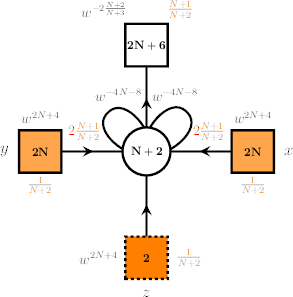 w^{-2\frac{N+2}{N+3}} \frac{N+1}{N+2}
2N+6
w^{-4N-8} w^{-4N-8}
w^{2N+4} 2\frac{N+1}{N+2} 2\frac{N+1}{N+2} w^{2N+4}
y 2N N+2 2N x
\frac{1}{N+2} \frac{1}{N+2}
w^{2N+4} 2 \frac{1}{N+2}
z